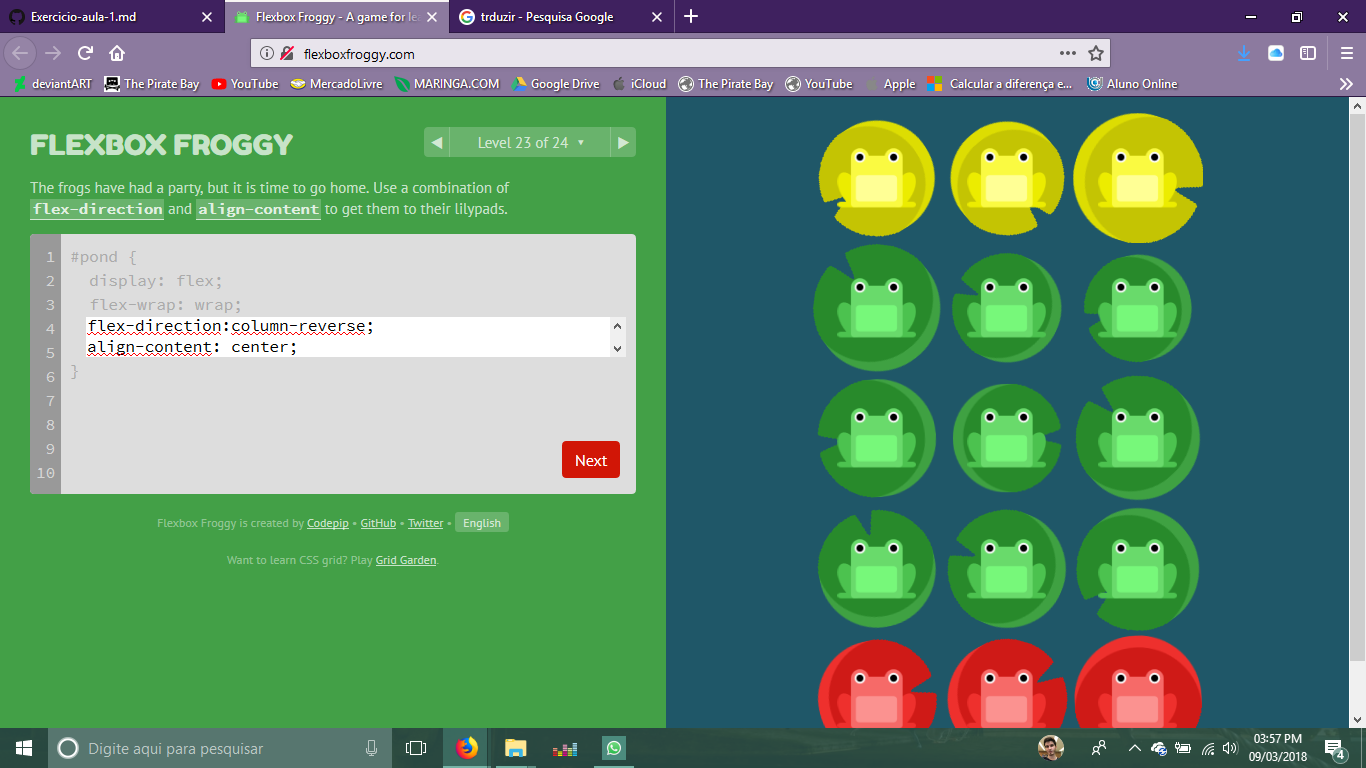 Exercicio-aula-1.md
Flexbox Froggy - A game for le
trduzir - Pesquisa Google
flexboxfroggy.com
deviantART
The Pirate Bay
YouTube
MercadoLivre
MARINGA.COM
Google Drive
iCloud
The Pirate Bay
YouTube
Apple
Calcular a diferença e...
Aluno Online
FLEXBOX FROGGY
Level 23 of 24
The frogs have had a party, but it is time to go home. Use a combination of
flex-direction and align-content to get them to their lilypads.
1 #pond {
2 display: flex;
3 flex-wrap: wrap;
4 flex-direction:column-reverse;
5 align-content: center;
6 }
7
8
9
10
Next
Flexbox Froggy is created by Codepip • GitHub • Twitter • English
Want to learn CSS grid? Play Grid Garden.
Digite aqui para pesquisar
03:57 PM
09/03/2018
4